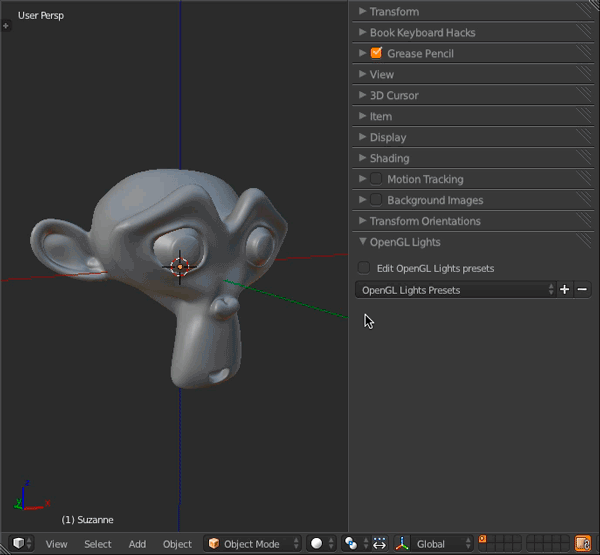 User Persp
Transform
Book Keyboard Hacks
Grease Pencil
View
3D Cursor
Item
Display
Shading
Motion Tracking
Background Images
Transform Orientations
OpenGL Lights
Edit OpenGL Lights presets
OpenGL Lights Presets
z
y
x
(1) Suzanne
View Select Add Object Object Mode Global